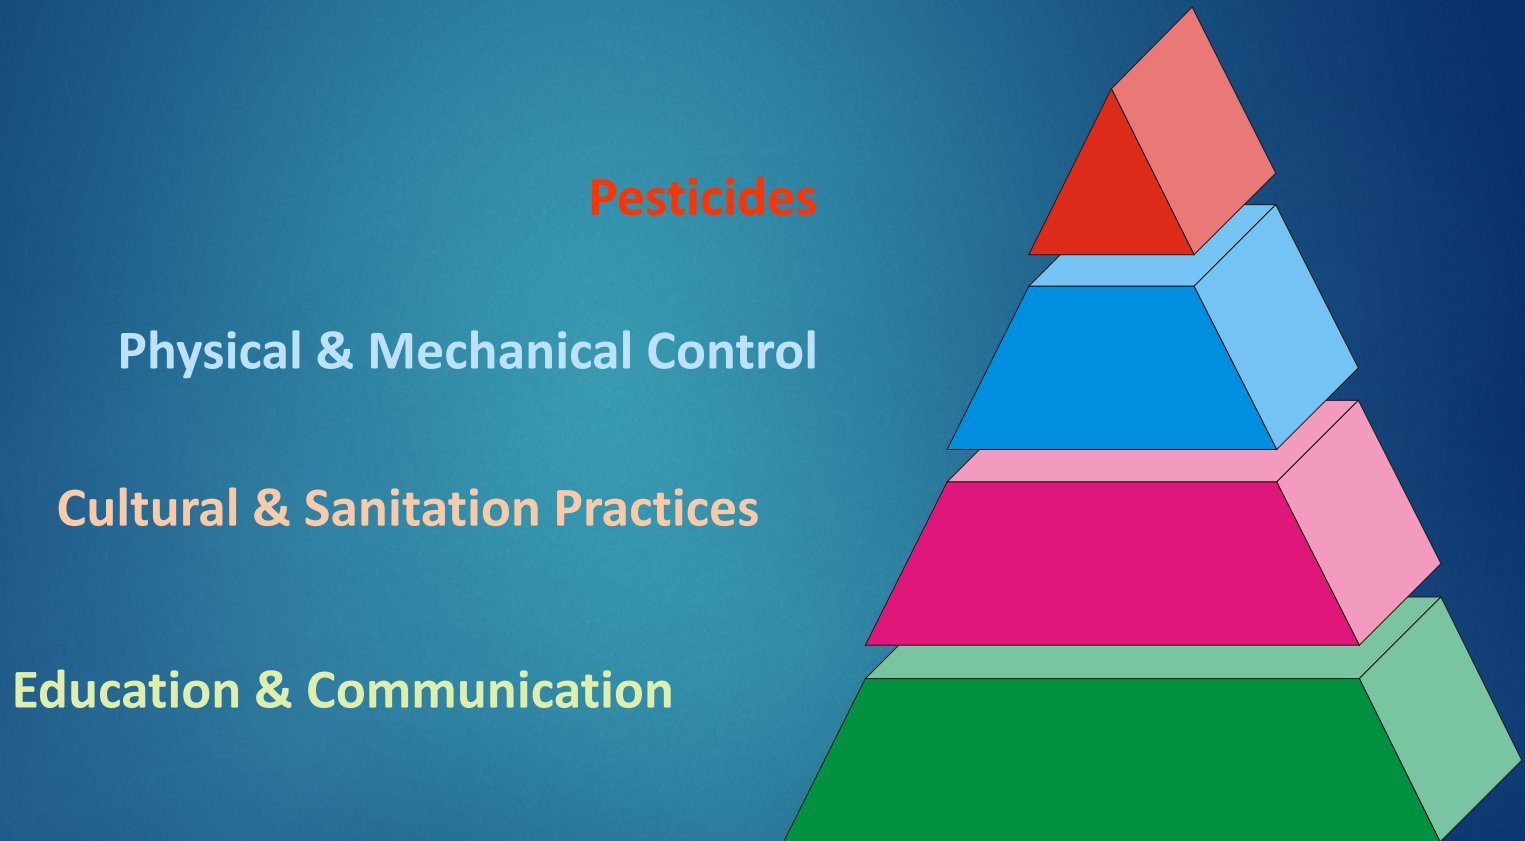 Pesticides
Physical & Mechanical Control
Cultural & Sanitation Practices
Education & Communication